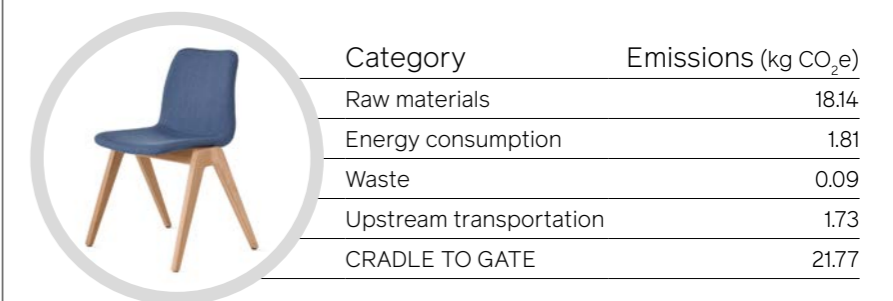 Category Emissions (kg CO₂e)
Raw materials 18.14
Energy consumption 1.81
Waste 0.09
Upstream transportation 1.73
CRADLE TO GATE 21.77